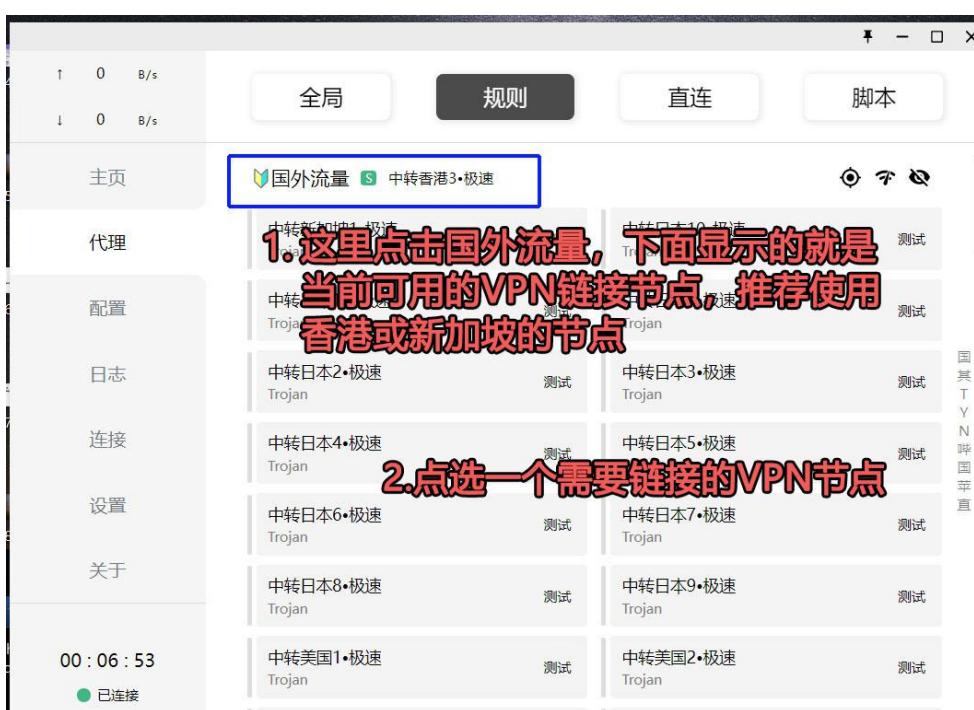 ↑ 0 B/s
↓ 0 B/s
全局
规则
直连
脚本
主页
代理
配置
日志
连接
设置
关于
00 : 06 : 53
已连接
国外流量 S 中转香港3•极速
1. 这里点击国外流量，下面显示的就是
当前可用的VPN链接节点，推荐使用
香港或新加坡的节点
测试
测试
中转日本2•极速
Trojan
测试
中转日本3•极速
Trojan
测试
中转日本4•极速
Trojan
测试
中转日本5•极速
测试
2.点选一个需要链接的VPN节点
中转日本6•极速
Trojan
测试
中转日本7•极速
Trojan
测试
中转日本8•极速
Trojan
测试
中转日本9•极速
Trojan
测试
中转美国1•极速
Trojan
测试
中转美国2•极速
Trojan
测试
国
其
T
Y
N
哔
国
苹
直